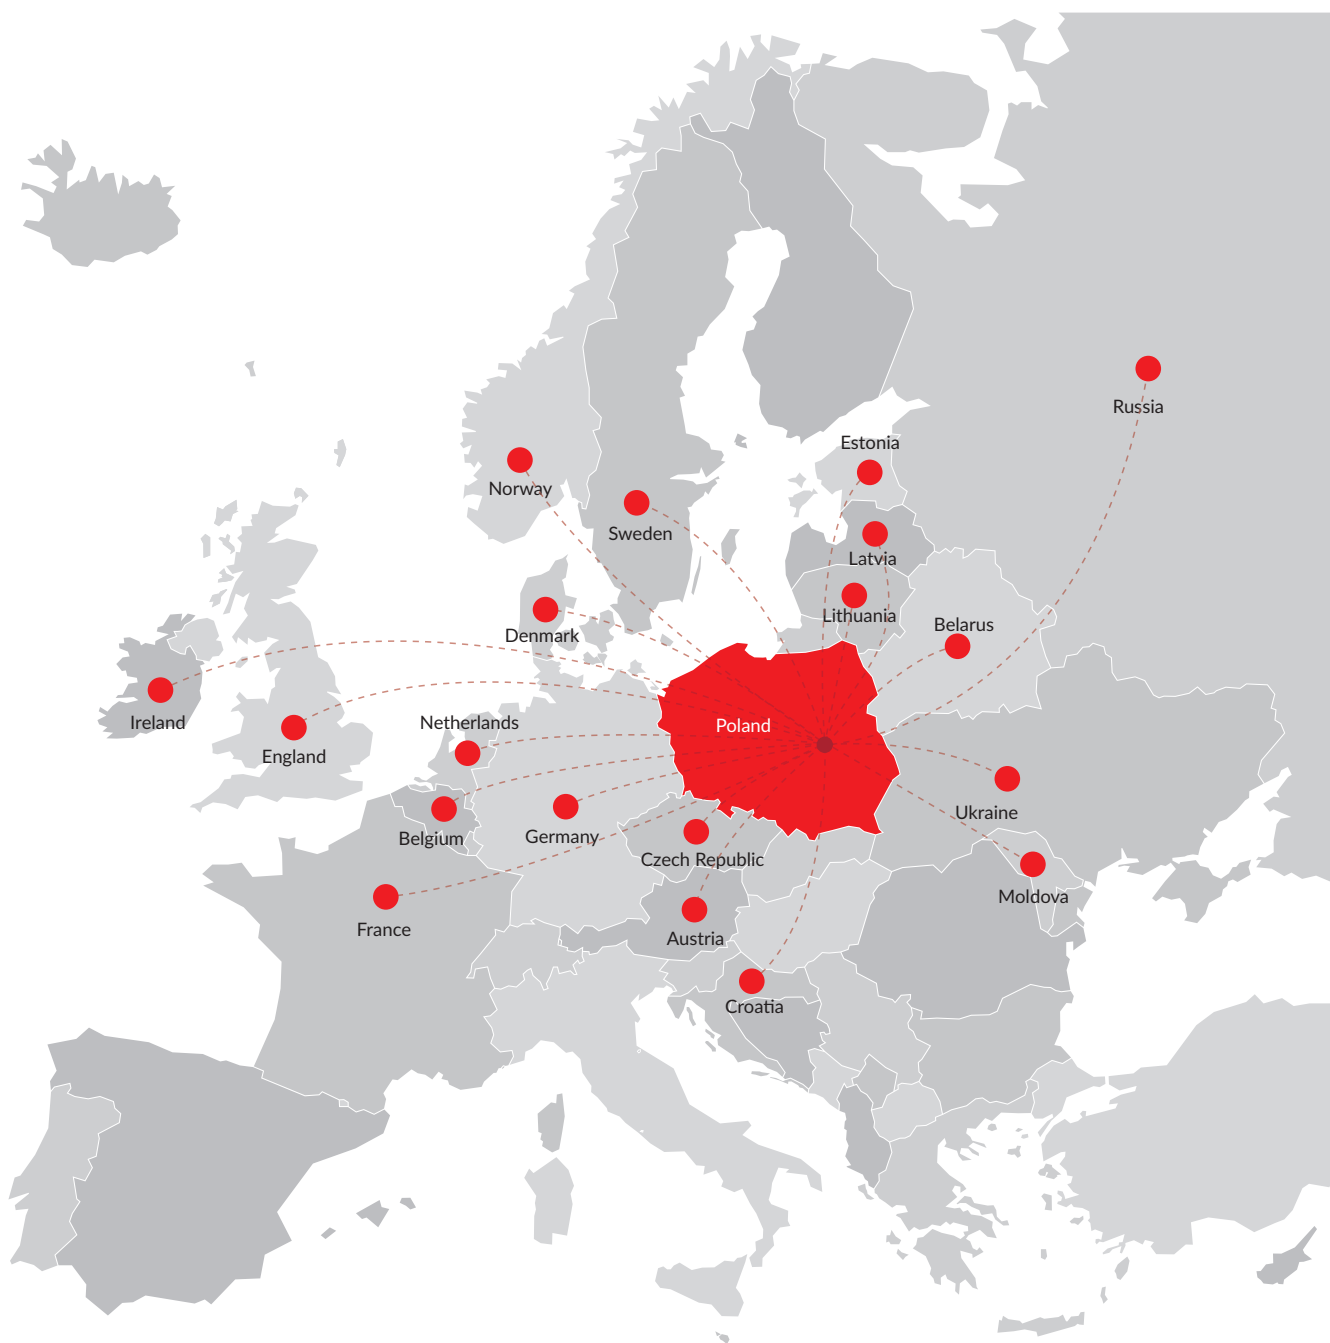 Russia
Estonia
Norway
Sweden
Latvia
Lithuania
Belarus
Denmark
Ireland
Netherlands
Poland
England
Ukraine
Belgium
Germany
Czech Republic
Moldova
France
Austria
Croatia